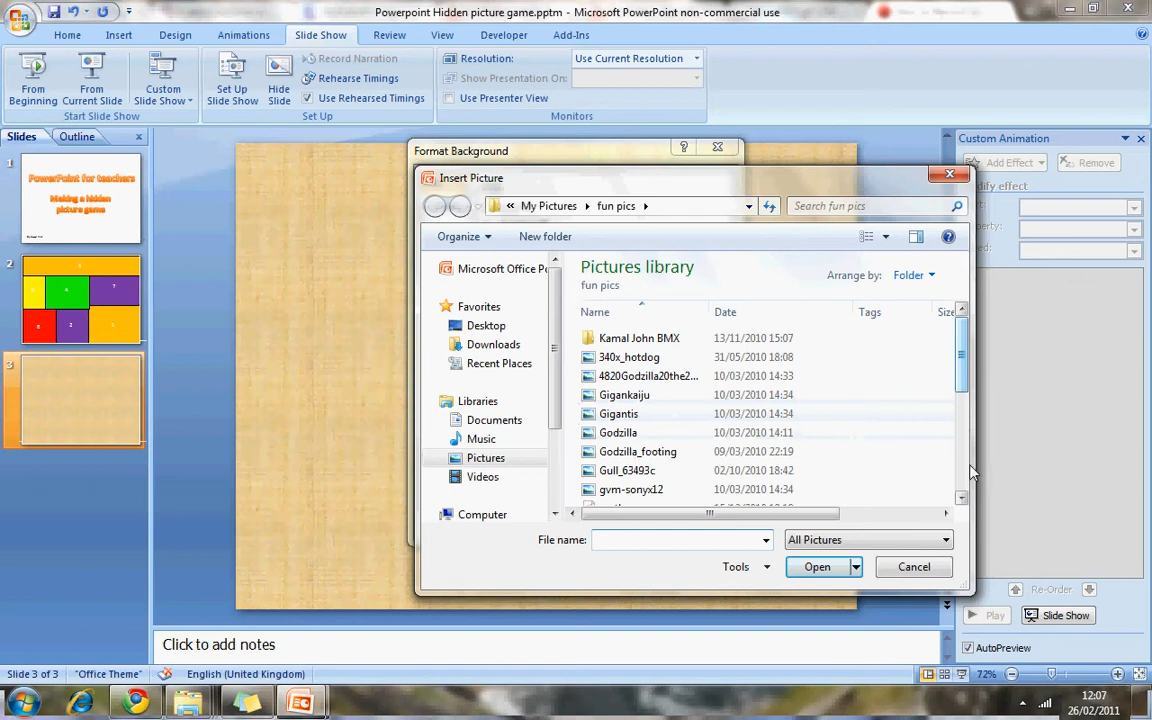 Powerpoint Hidden picture game.pptm - Microsoft PowerPoint non-commercial use
Home Insert Design Animations Slide Show Review View Developer Add-Ins
From Beginning
From Current Slide
Custom Slide Show
Start Slide Show
Set Up Slide Show
Hide Slide
Record Narration
Rehearse Timings
Use Rehearsed Timings
Set Up
Resolution: Use Current Resolution
Show Presentation On:
Use Presenter View
Monitors
Slides Outline
1
PowerPoint for teachers
Making a hidden
picture game
2
3
Format Background
Insert Picture
« My Pictures fun pics
Search fun pics
Organize New folder
Microsoft Office Po
Favorites
Desktop
Downloads
Recent Places
Libraries
Documents
Music
Pictures
Videos
Computer
Pictures library
fun pics
Arrange by: Folder
Name Date Tags Size
Kamal John BMX 13/11/2010 15:07
340x_hotdog 31/05/2010 18:08
4820Godzilla20the2... 10/03/2010 14:33
Gigankaiju 10/03/2010 14:34
Gigantis 10/03/2010 14:34
Godzilla 10/03/2010 14:11
Godzilla_footing 09/03/2010 22:19
Gull_63493c 02/10/2010 18:42
gvm-sonyx12 10/03/2010 14:34
File name: All Pictures
Tools Open Cancel
Custom Animation
Add Effect Remove
odify effect
t:
perty:
ed:
Re-Order
Play Slide Show
AutoPreview
Click to add notes
Slide 3 of 3 "Office Theme" English (United Kingdom) 72%
12:07
26/02/2011